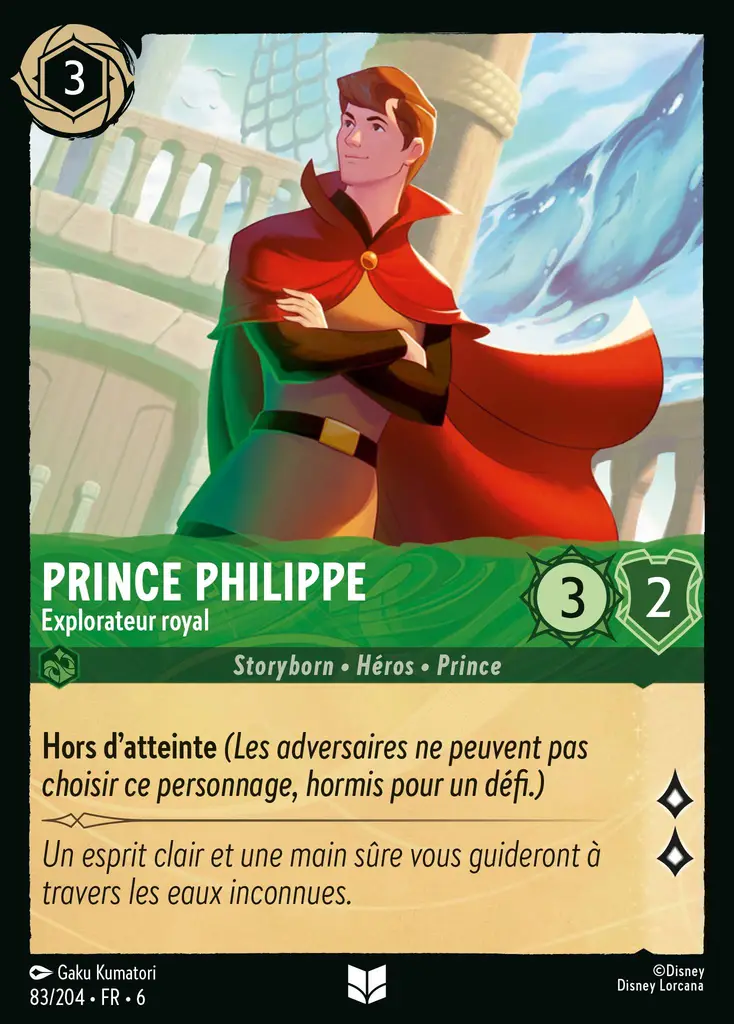 3
PRINCE PHILIPPE
Explorateur royal
3
2
Storyborn • Héros • Prince
Hors d'atteinte (Les adversaires ne peuvent pas
choisir ce personnage, hormis pour un défi.)
Un esprit clair et une main sûre vous guideront à
travers les eaux inconnues.
Gaku Kumatori
83/204 • FR • 6
©Disney
Disney Lorcana